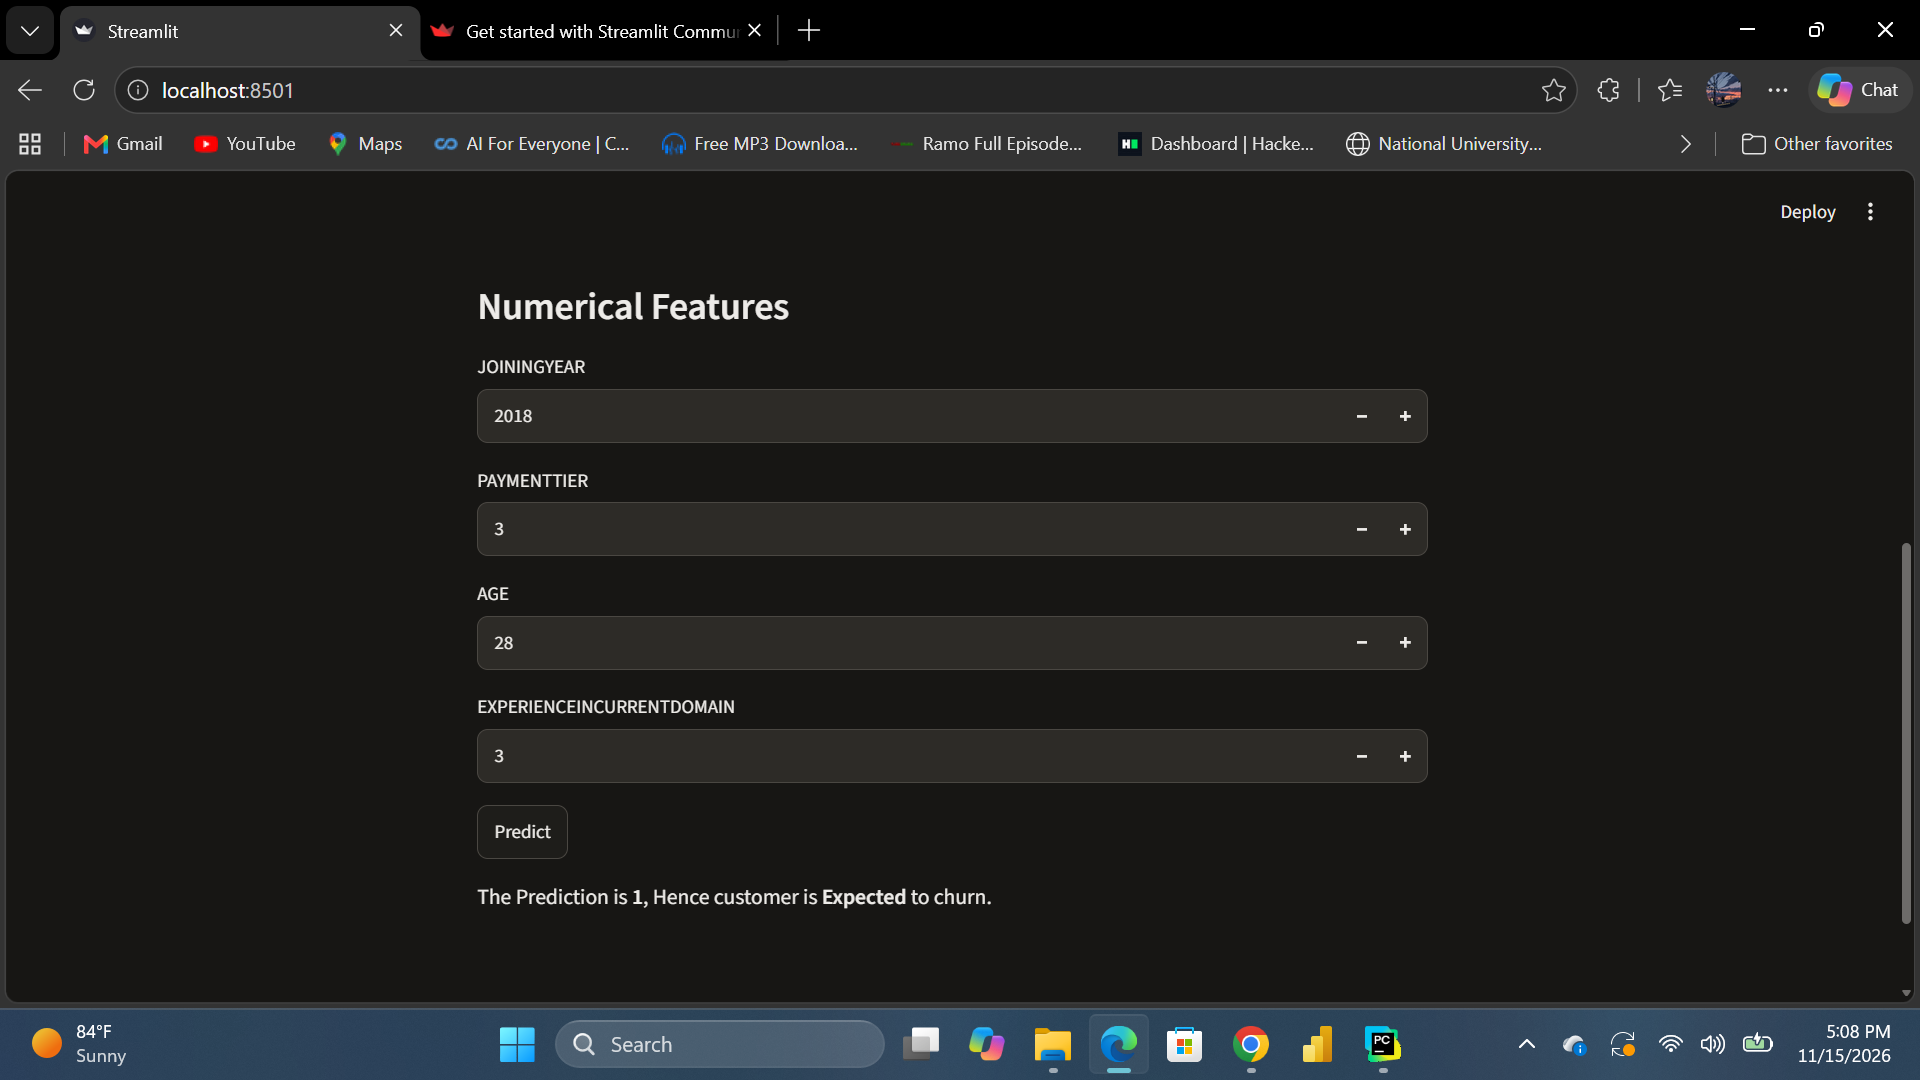 Streamlit
Get started with Streamlit Commu
localhost:8501
Chat
Gmail
YouTube
Maps
AI For Everyone | C...
Free MP3 Downloa...
Ramo Full Episode...
Dashboard | Hacke...
National University...
Other favorites
Deploy
Numerical Features
JOININGYEAR
2018
PAYMENTTIER
3
AGE
28
EXPERIENCEINCURRENTDOMAIN
3
Predict
The Prediction is 1, Hence customer is Expected to churn.
84°F
Sunny
Search
PC
5:08 PM
11/15/2026